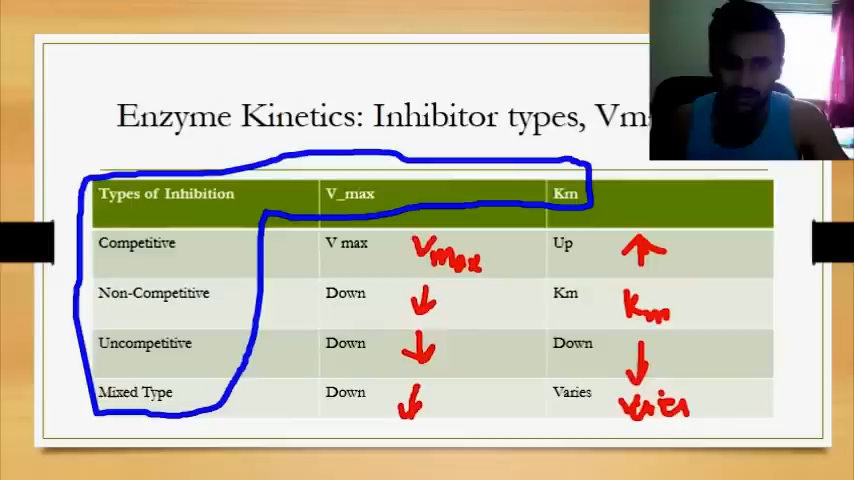 Enzyme Kinetics: Inhibitor types, Vm
Types of Inhibition V_max Km
Competitive V max Vmax Up
Non-Competitive Down Km Km
Uncompetitive Down Down
Mixed Type Down Varies varies